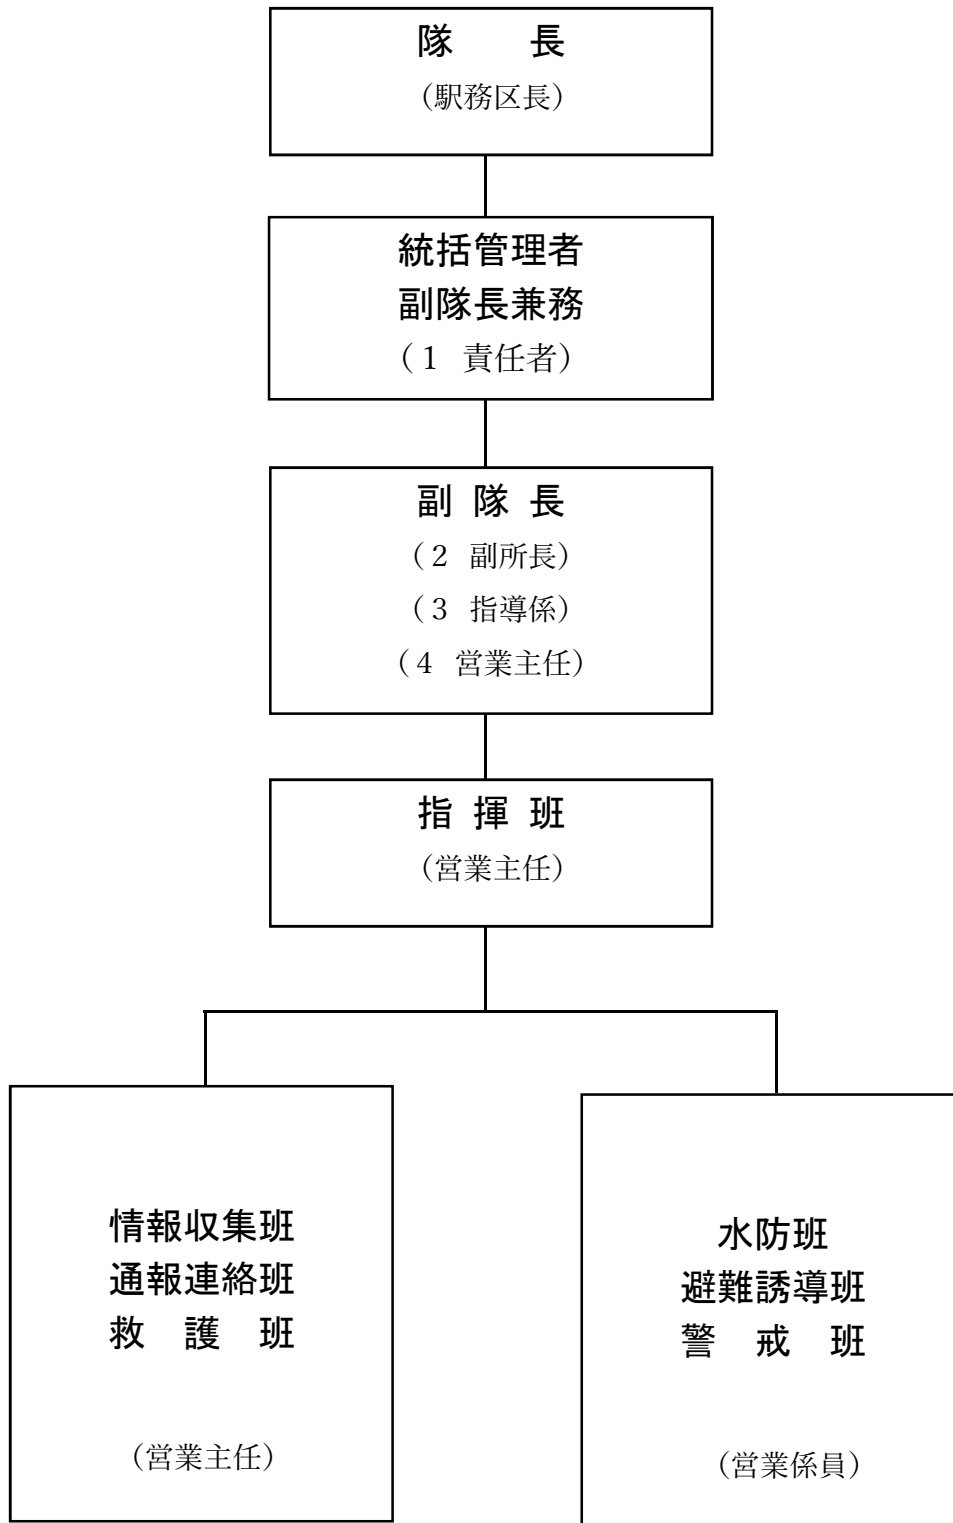 隊　　長
（駅務区長）
統括管理者
副隊長兼務
（１ 責任者）
副 隊 長
（２ 副所長）
（３ 指導係）
（４ 営業主任）
指 揮 班
（営業主任）
情報収集班
通報連絡班
救　護　班
（営業主任）
水防班
避難誘導班
警　戒　班
（営業係員）